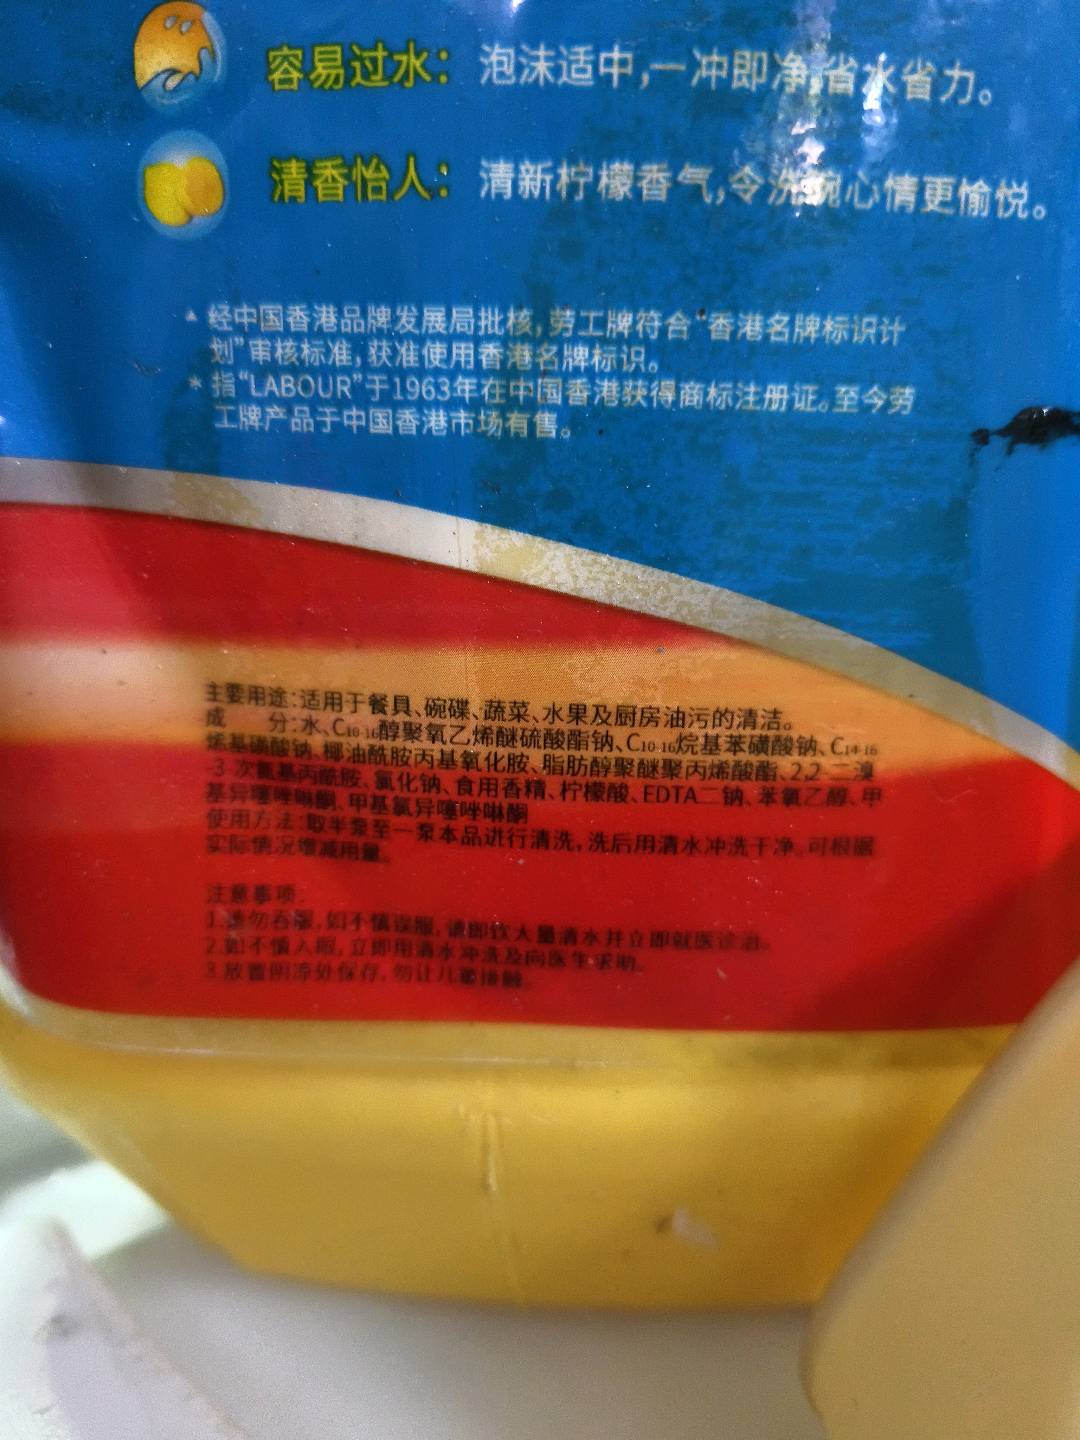 容易过水：泡沫适中，一冲即净，省水省力。
清香怡人：清新柠檬香气，令洗碗心情更愉悦。
▲ 经中国香港品牌发展局批核，劳工牌符合“香港名牌标识计
划”审核标准，获准使用香港名牌标识。
* 指“LABOUR”于1963年在中国香港获得商标注册证。至今劳
工牌产品于中国香港市场有售。
主要用途：适用于餐具、碗碟、蔬菜、水果及厨房油污的清洁。
成 分：水、C10-16醇聚氧乙烯醚硫酸酯钠、C10-16烷基苯磺酸钠、C14-16
烯基磺酸钠、椰油酰胺丙基氧化胺、脂肪醇聚醚聚丙烯酸酯、2,2-二溴
-3-次氮基丙酰胺、氯化钠、食用香精、柠檬酸、EDTA二钠、苯氧乙醇、甲
基异噻唑啉酮、甲基氯异噻唑啉酮
使用方法：取半泵至一泵本品进行清洗，洗后用清水冲洗干净。可根据
实际情况增减用量。
注意事项：
1.请勿吞服，如不慎误服，请即饮大量清水并立即就医诊治。
2.如不慎入眼，立即用清水冲洗及向医生求助。
3.放置阴凉处保存，勿让儿童接触。